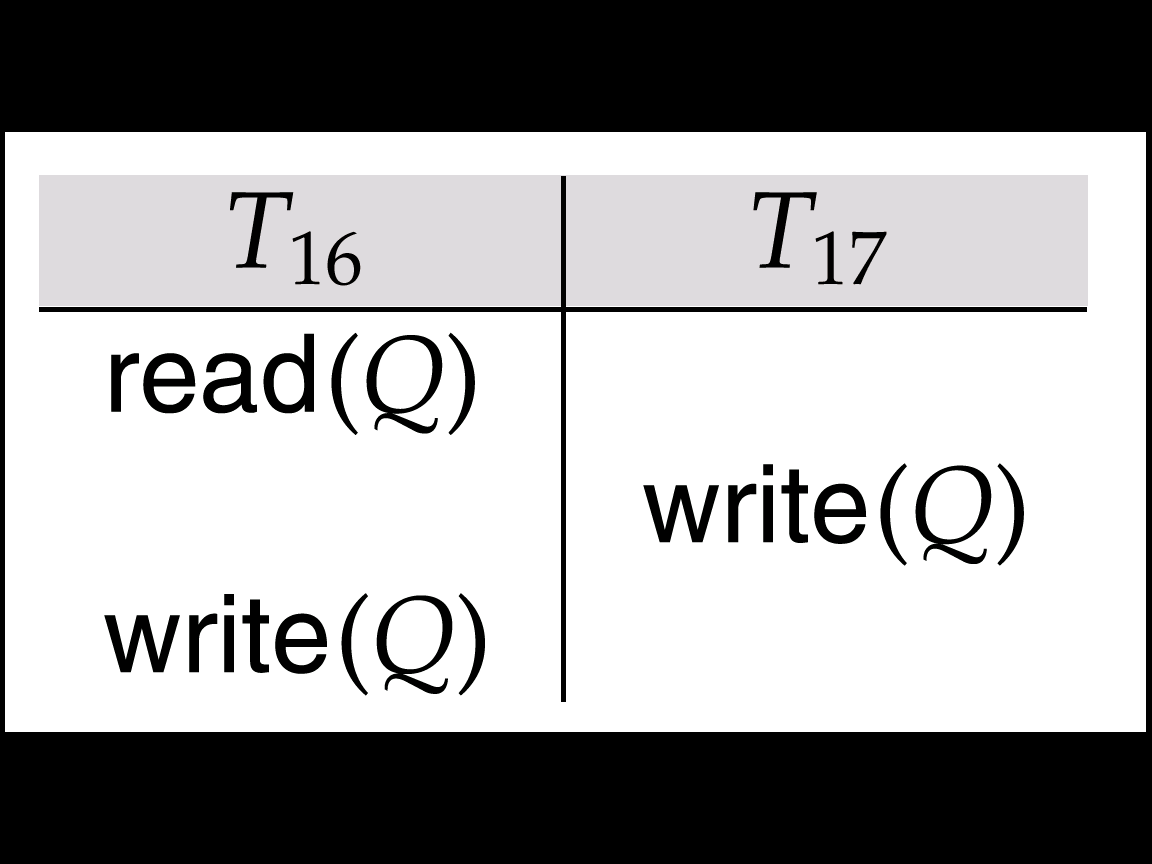 T₁₆ T₁₇
read(Q)
write(Q)
write(Q)